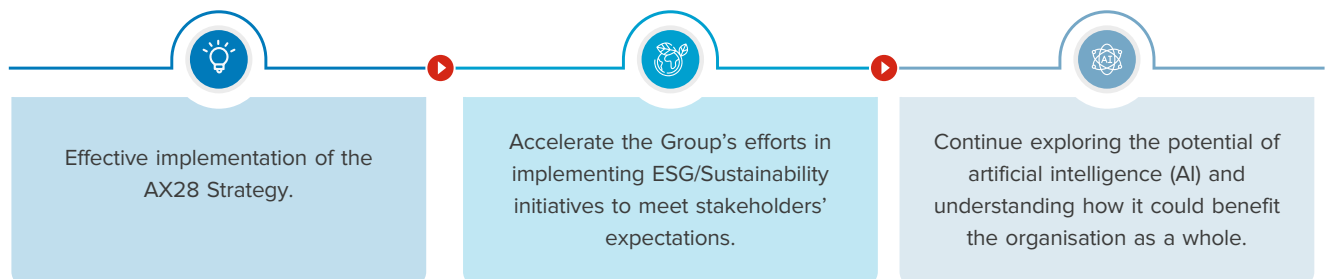 Effective implementation of the
AX28 Strategy.
Accelerate the Group’s efforts in
implementing ESG/Sustainability
initiatives to meet stakeholders’
expectations.
AI
Continue exploring the potential of
artificial intelligence (AI) and
understanding how it could benefit
the organisation as a whole.